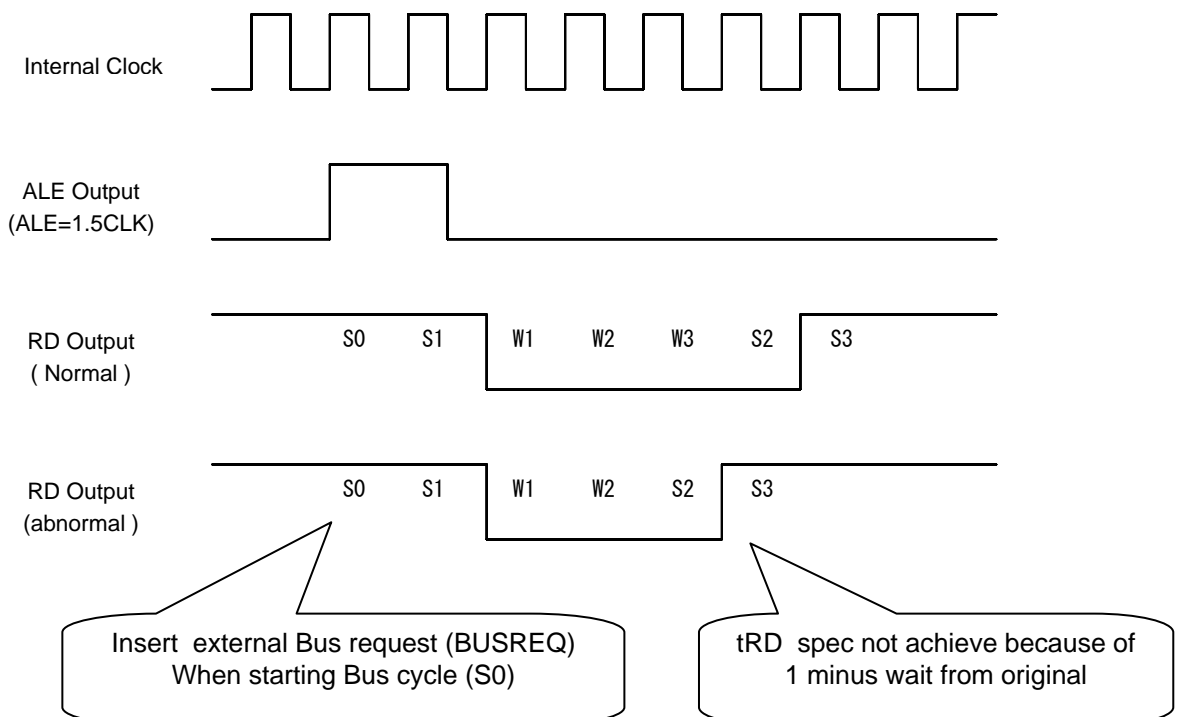 Internal Clock
ALE Output
(ALE=1.5CLK)
RD Output
( Normal )
S0 S1 W1 W2 W3 S2 S3
RD Output
(abnormal )
S0 S1 W1 W2 S2 S3
Insert external Bus request (BUSREQ)
When starting Bus cycle (S0)
tRD spec not achieve because of
1 minus wait from original